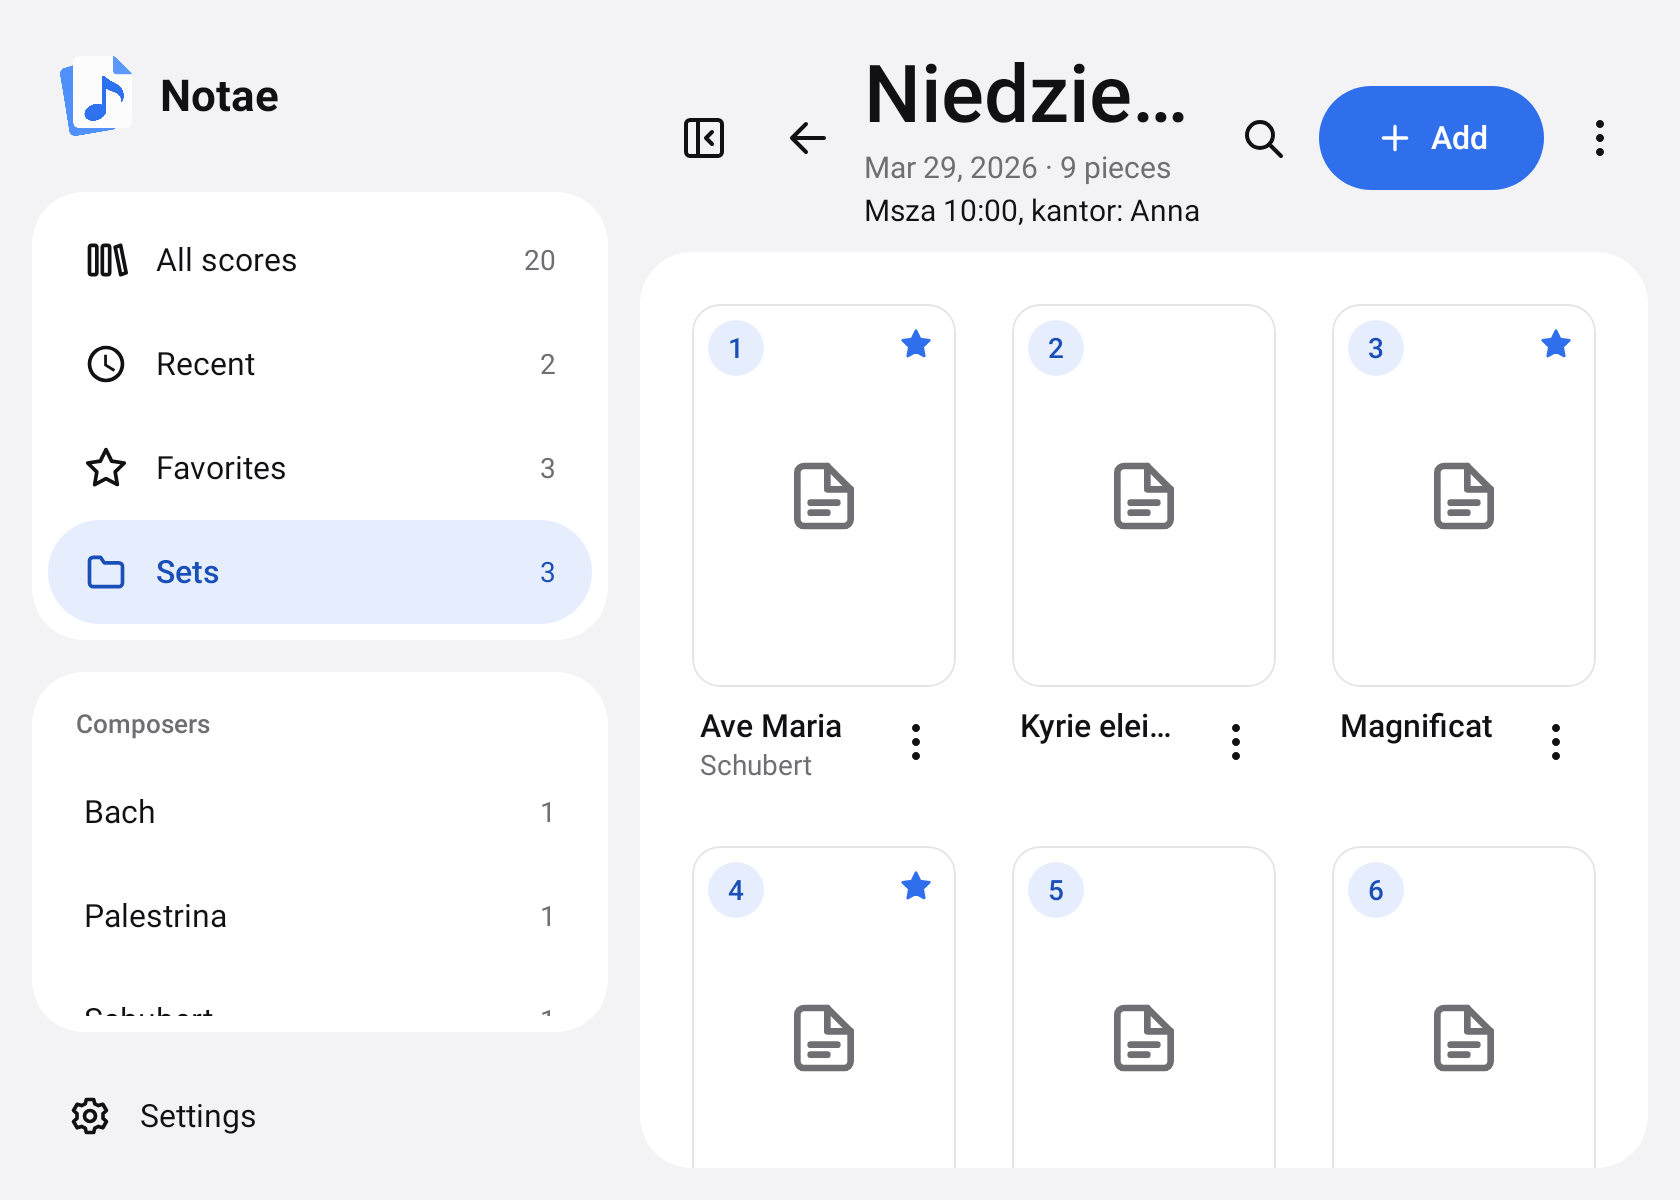 Notae
All scores 20
Recent 2
Favorites 3
Sets 3
Composers
Bach 1
Palestrina 1
Schubert 1
Settings
Niedzie...
Mar 29, 2026 · 9 pieces
Msza 10:00, kantor: Anna
Add
1
2
3
Ave Maria
Schubert
Kyrie elei...
Magnificat
4
5
6